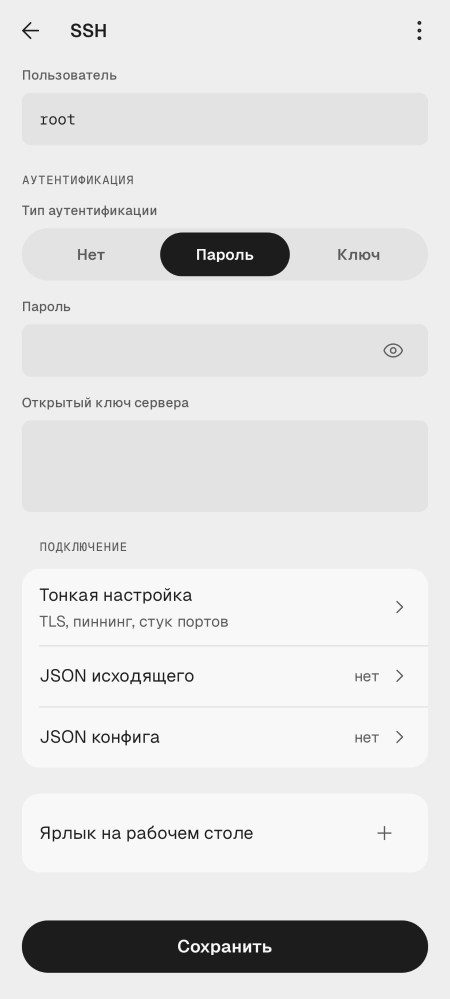 SSH
Пользователь
root
АУТЕНТИФИКАЦИЯ
Тип аутентификации
Нет
Пароль
Ключ
Пароль
Открытый ключ сервера
ПОДКЛЮЧЕНИЕ
Тонкая настройка
TLS, пиннинг, стук портов
JSON исходящего нет
JSON конфига нет
Ярлык на рабочем столе
Сохранить